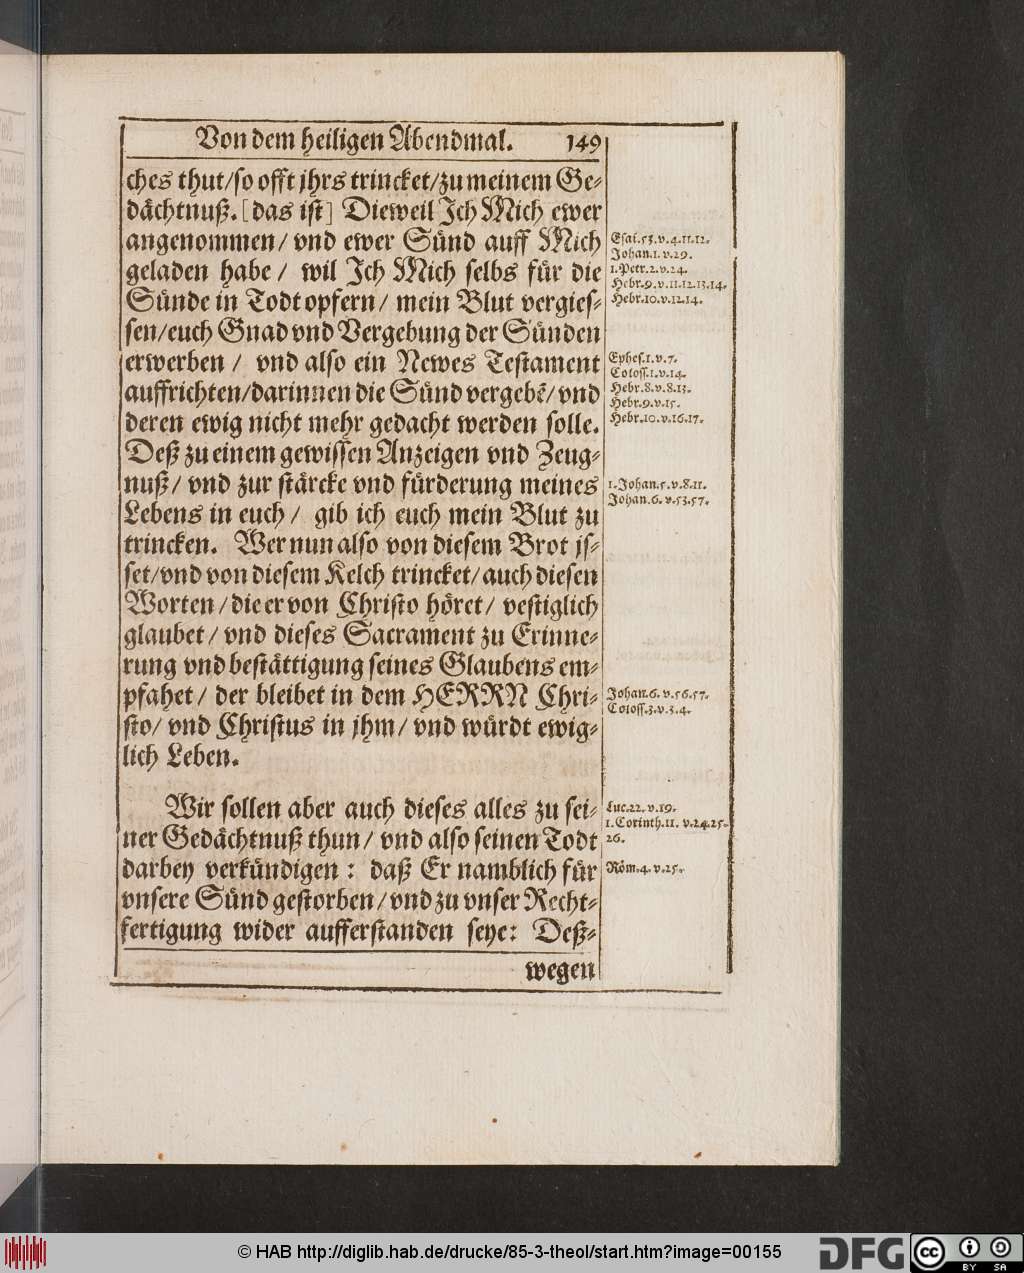 Von dem heiligen Abendmal. 149
ches thut/so offt jhrs trincket/zu meinem Ge-
dåchtnuß. [das ist] Dieweil Ich Mich ewer
angenommen/ vnd ewer Sünd auff Mich
geladen habe/ wil Ich Mich selbs für die
Sünde in Todt opfern/ mein Blut vergies-
sen/euch Gnad vnd Vergebung der Sünden
erwerben/ vnd also ein Newes Testament
auffrichten/darinnen die Sünd vergebẽ/vnd
deren ewig nicht mehr gedacht werden solle.
Deß zu einem gewissen Anzeigen vnd Zeug-
nuß/ vnd zur stårcke vnd fürderung meines
Lebens in euch/ gib ich euch mein Blut zu
trincken. Wer nun also von diesem Brot js-
set/vnd von diesem Kelch trincket/auch diesen
Worten/die er von Christo hôret/ vestiglich
glaubet/ vnd dieses Sacrament zu Erinne-
rung vnd beståttigung seines Glaubens em-
pfahet/ der bleibet in dem HERRN Chri-
sto/ vnd Christus in jhm/ vnd würdt ewig-
lich Leben.
Wir sollen aber auch dieses alles zu sei-
ner Gedåchtnuß thun/ vnd also seinen Todt
darbey verkündigen: daß Er namblich für
vnsere Sünd gestorben/vnd zu vnser Recht-
fertigung wider aufferstanden seye: Deß-
wegen
Esai.53.v.4.11.12.
Johan.1.v.29.
1.Petr.2.v.24.
Hebr.9.v.11.12.13.14.
Hebr.10.v.12.14.
Ephes.1.v.7.
Coloss.1.v.14.
Hebr.8.v.8.13.
Hebr.9.v.15.
Hebr.10.v.16.17.
1.Johan.5.v.8.11.
Johan.6.v.53.57.
Johan.6.v.56.57.
Coloss.3.v.3.4.
Luc.22.v.19.
1.Corinth.11.v.24.25.
26.
Röm.4.v.25.
© HAB http://diglib.hab.de/drucke/85-3-theol/start.htm?image=00155
DFG cc BY SA